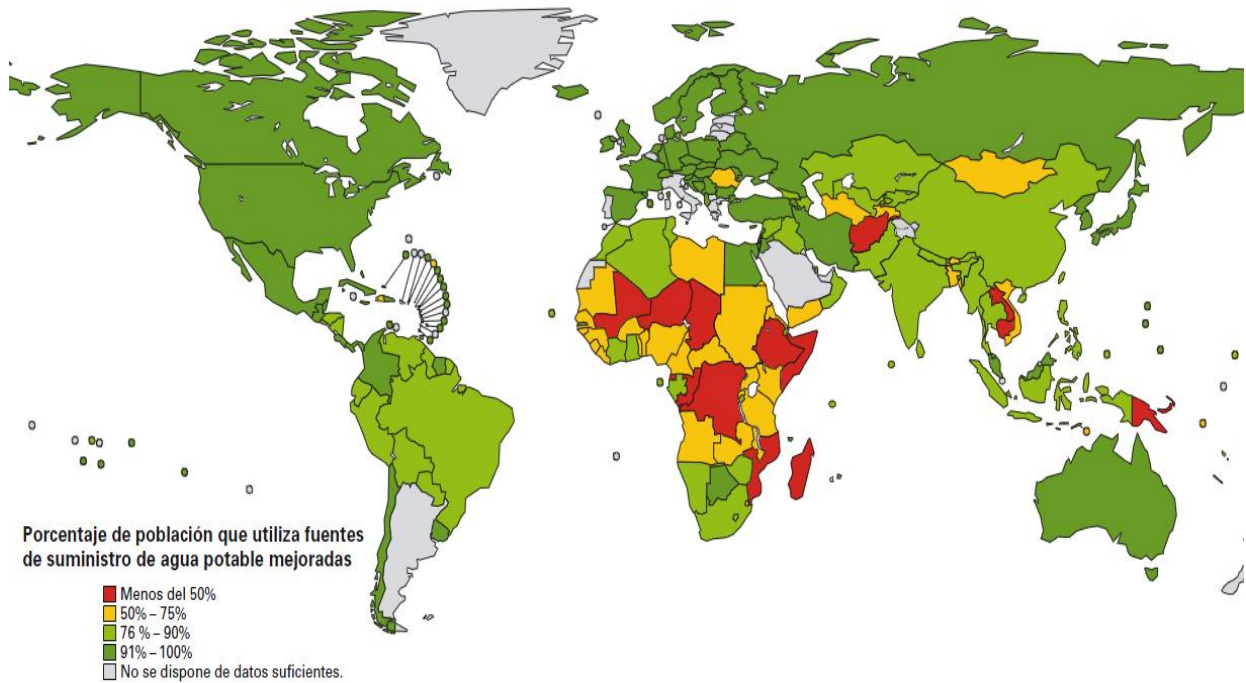 Porcentaje de población que utiliza fuentes
de suministro de agua potable mejoradas
Menos del 50%
50% – 75%
76 % – 90%
91% – 100%
No se dispone de datos suficientes.